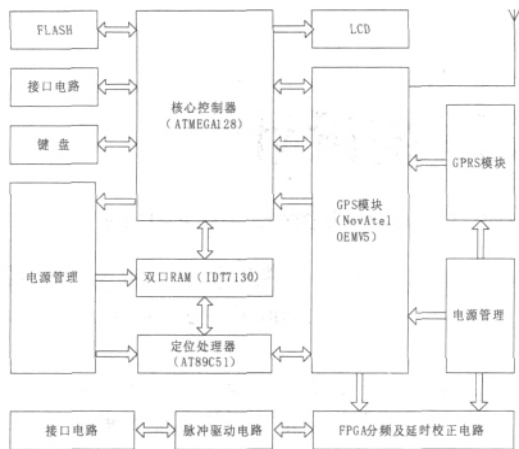 FLASH
LCD
接口电路
核心控制器
(ATMEGA128)
键 盘
GPS模块
(NovAtel
OEMV5)
GPRS模块
电源管理
双口RAM (IDT7130)
电源管理
定位处理器
(AT89C51)
接口电路
脉冲驱动电路
FPGA分频及延时校正电路